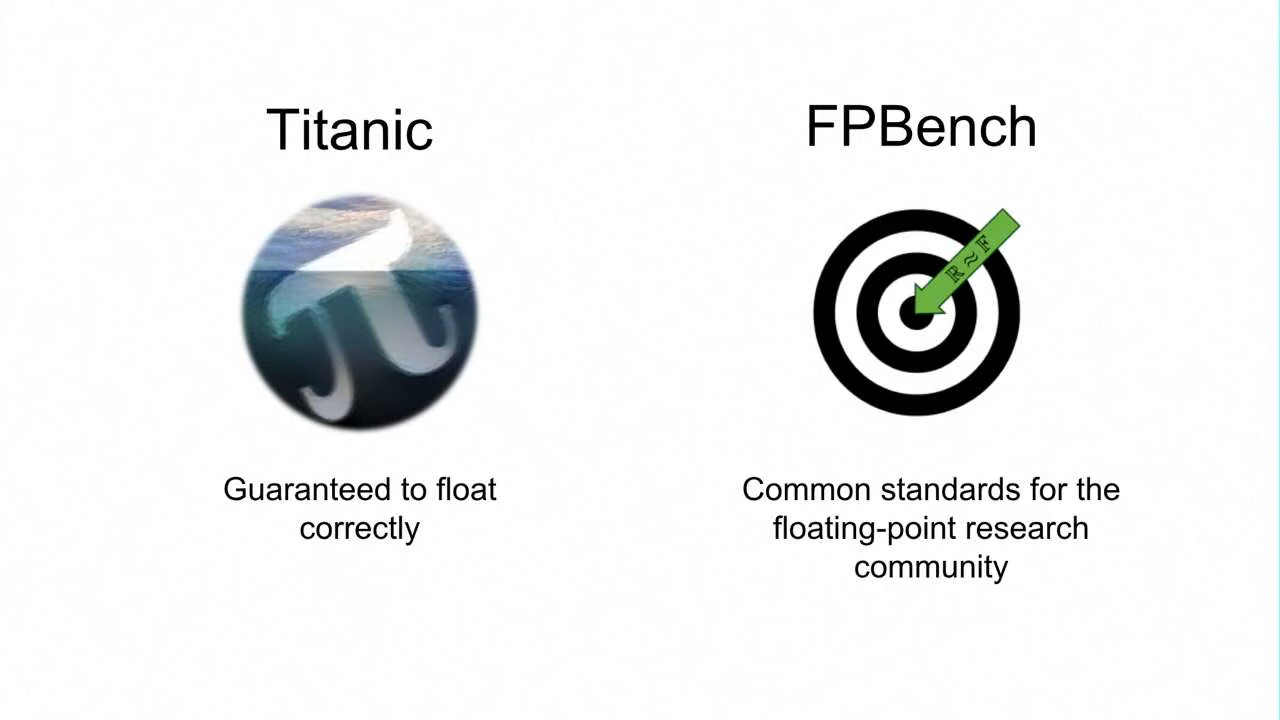 Titanic
Guaranteed to float
correctly
FPBench
ℝ ≈ 𝔽
Common standards for the
floating-point research
community